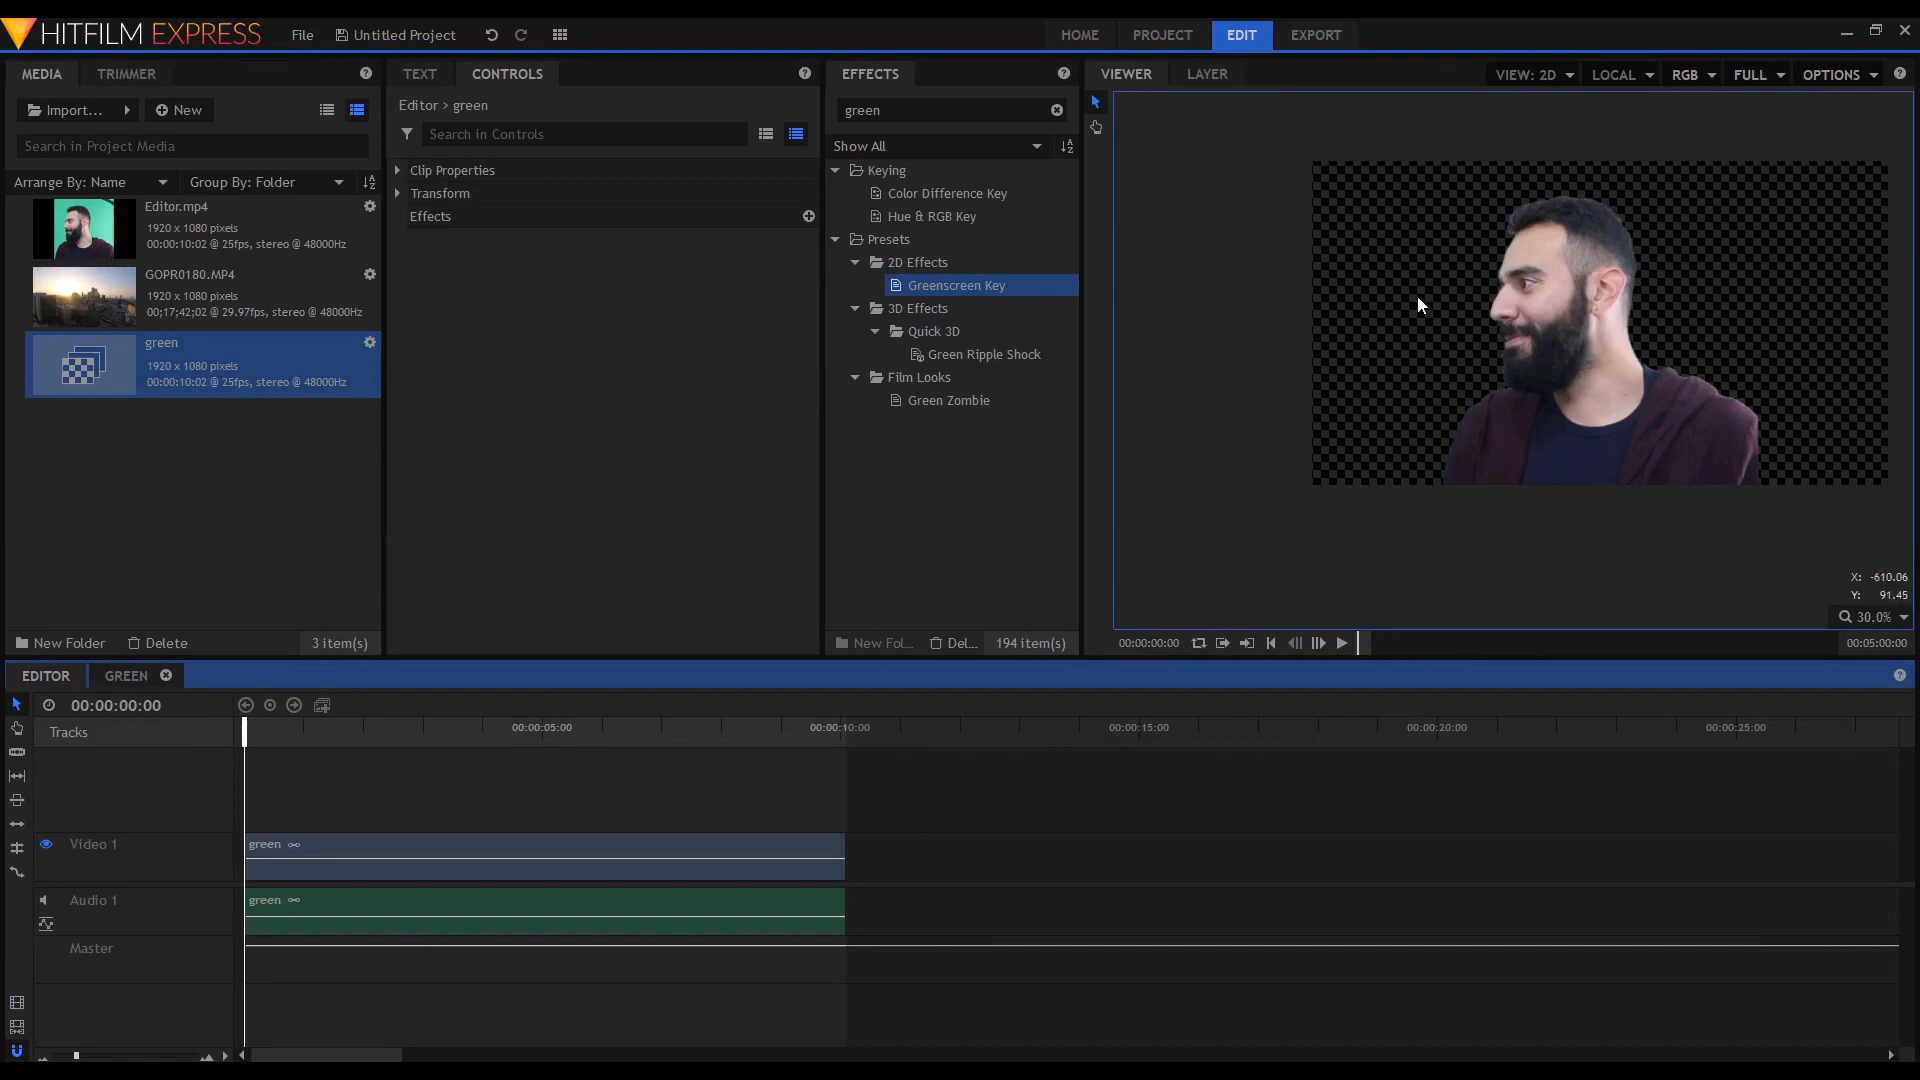 HITFILM EXPRESS
File
Untitled Project
HOME
PROJECT
EDIT
EXPORT
MEDIA
TRIMMER
Import...
New
Search in Project Media
Arrange By: Name
Group By: Folder
Editor.mp4
1920 x 1080 pixels
00:00:10:02 @ 25fps, stereo @ 48000Hz
GOPR0180.MP4
1920 x 1080 pixels
00;17;42;02 @ 29.97fps, stereo @ 48000Hz
green
1920 x 1080 pixels
00:00:10:02 @ 25fps, stereo @ 48000Hz
New Folder
Delete
3 item(s)
TEXT
CONTROLS
Editor > green
Search in Controls
Clip Properties
Transform
Effects
EFFECTS
green
Show All
Keying
Color Difference Key
Hue & RGB Key
Presets
2D Effects
Greenscreen Key
3D Effects
Quick 3D
Green Ripple Shock
Film Looks
Green Zombie
New Fol...
Del...
194 item(s)
VIEWER
LAYER
VIEW: 2D
LOCAL
RGB
FULL
OPTIONS
X: -610.06
Y: 91.45
30.0%
00:00:00:00
00:05:00:00
EDITOR
GREEN
00:00:00:00
Tracks
00:00:05:00
00:00:10:00
00:00:15:00
00:00:20:00
00:00:25:00
Video 1
green
Audio 1
green
Master